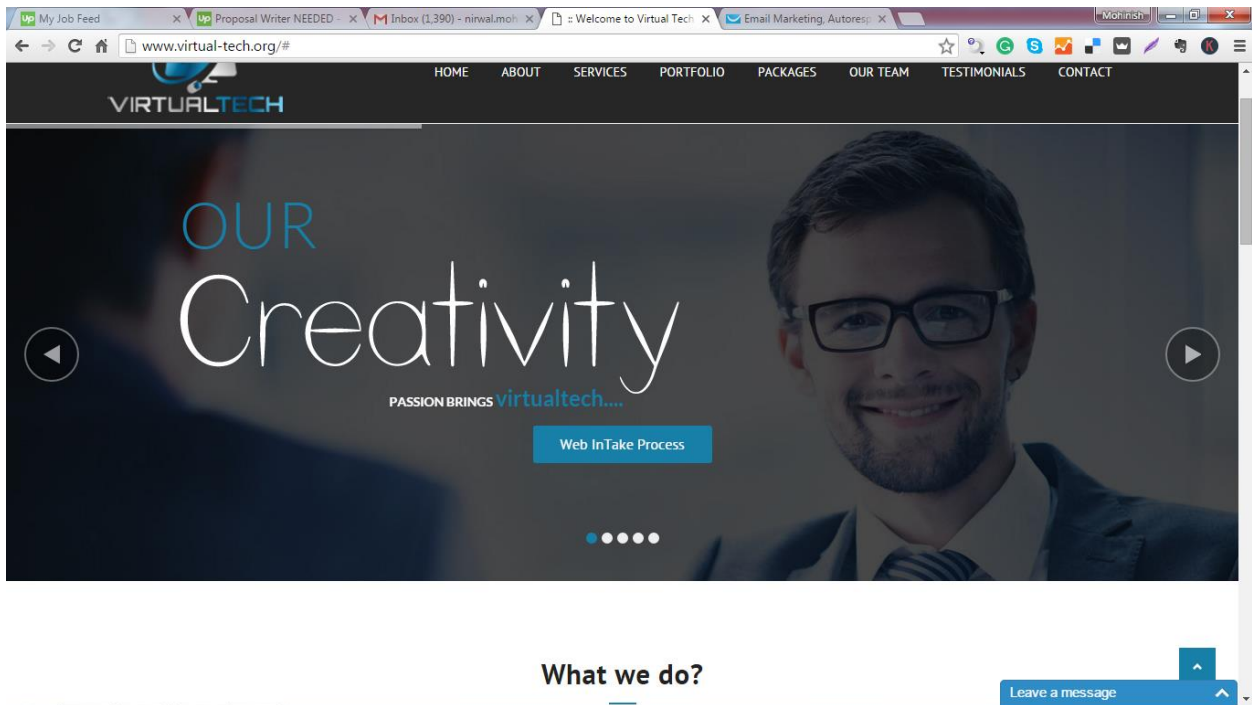 My Job Feed
Proposal Writer NEEDED -
Inbox (1,390) - nirwal.moh
:: Welcome to Virtual Tech
Email Marketing, Autoresp
Mohinish
www.virtual-tech.org/#
VIRTUALTECH
HOME ABOUT SERVICES PORTFOLIO PACKAGES OUR TEAM TESTIMONIALS CONTACT
OUR
Creativity
PASSION BRINGS virtualtech....
Web InTake Process
What we do?
Leave a message